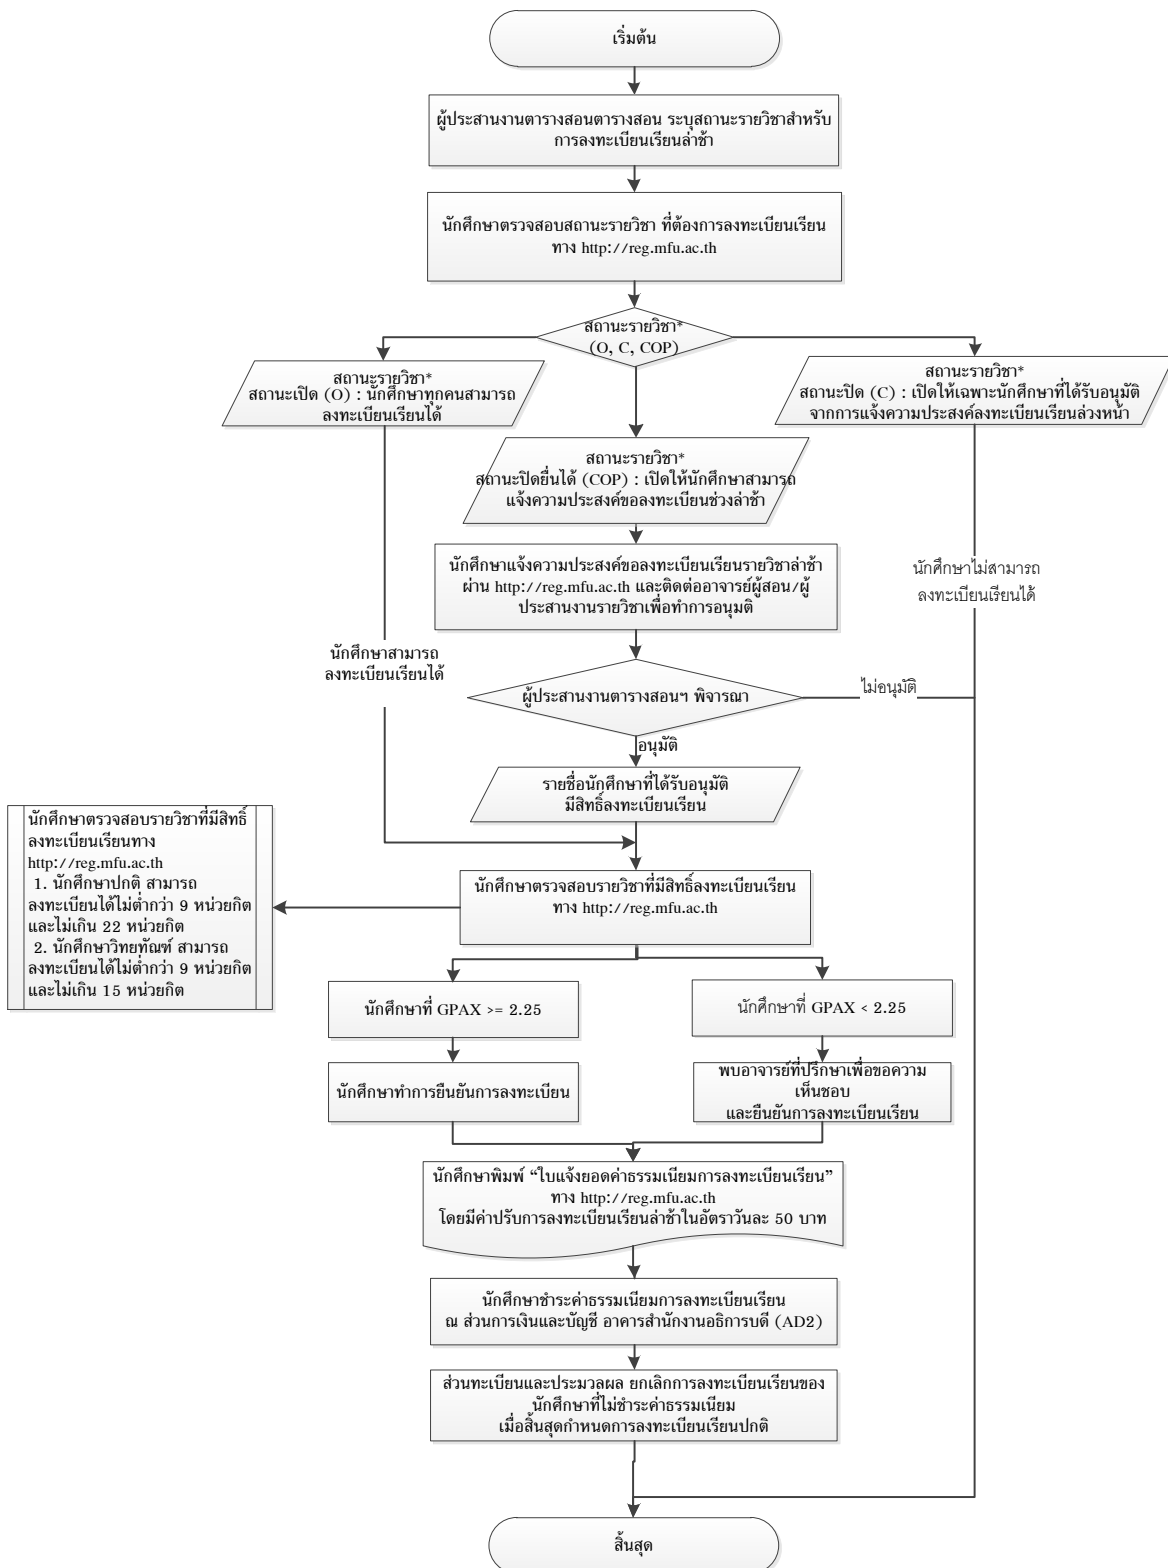 เริ่มต้น
ผู้ประสานงานตารางสอนตารางสอน ระบุสถานะรายวิชาสำหรับ
การลงทะเบียนเรียนล่าช้า
นักศึกษาตรวจสอบสถานะรายวิชา ที่ต้องการลงทะเบียนเรียน
ทาง http://reg.mfu.ac.th
สถานะรายวิชา*
(O, C, COP)
สถานะรายวิชา*
สถานะเปิด (O) : นักศึกษาทุกคนสามารถ
ลงทะเบียนเรียนได้
สถานะรายวิชา*
สถานะปิด (C) : เปิดให้เฉพาะนักศึกษาที่ได้รับอนุมัติ
จากการแจ้งความประสงค์ลงทะเบียนเรียนล่วงหน้า
สถานะรายวิชา*
สถานะปิดยื่นได้ (COP) : เปิดให้นักศึกษาสามารถ
แจ้งความประสงค์ขอลงทะเบียนช่วงล่าช้า
นักศึกษาแจ้งความประสงค์ขอลงทะเบียนเรียนรายวิชาล่าช้า
ผ่าน http://reg.mfu.ac.th และติดต่ออาจารย์ผู้สอน/ผู้
ประสานงานรายวิชาเพื่อทำการอนุมติ
นักศึกษาไม่สามารถ
ลงทะเบียนเรียนได้
นักศึกษาสามารถ
ลงทะเบียนเรียนได้
ผู้ประสานงานตารางสอนฯ พิจารณา
ไม่อนุมัติ
อนุมัติ
รายชื่อนักศึกษาที่ได้รับอนุมัติ
มีสิทธิ์ลงทะเบียนเรียน
นักศึกษาตรวจสอบรายวิชาที่มีสิทธิ์
ลงทะเบียนเรียนทาง
http://reg.mfu.ac.th
1. นักศึกษาปกติ สามารถ
ลงทะเบียนได้ไม่ต่ำกว่า 9 หน่วยกิต
และไม่เกิน 22 หน่วยกิต
2. นักศึกษาวิทยทัณฑ์ สามารถ
ลงทะเบียนได้ไม่ต่ำกว่า 9 หน่วยกิต
และไม่เกิน 15 หน่วยกิต
นักศึกษาตรวจสอบรายวิชาที่มีสิทธิ์ลงทะเบียนเรียน
ทาง http://reg.mfu.ac.th
นักศึกษาที่ GPAX >= 2.25
นักศึกษาที่ GPAX < 2.25
นักศึกษาทำการยืนยันการลงทะเบียน
พบอาจารย์ที่ปรึกษาเพื่อขอความ
เห็นชอบ
และยืนยันการลงทะเบียนเรียน
นักศึกษาพิมพ์ “ใบแจ้งยอดค่าธรรมเนียมการลงทะเบียนเรียน”
ทาง http://reg.mfu.ac.th
โดยมีค่าปรับการลงทะเบียนเรียนล่าช้าในอัตราวันละ 50 บาท
นักศึกษาชำระค่าธรรมเนียมการลงทะเบียนเรียน
ณ ส่วนการเงินและบัญชี อาคารสำนักงานอธิการบดี (AD2)
ส่วนทะเบียนและประมวลผล ยกเลิกการลงทะเบียนเรียนของ
นักศึกษาที่ไม่ชำระค่าธรรมเนียม
เมื่อสิ้นสุดกำหนดการลงทะเบียนเรียนปกติ
สิ้นสุด